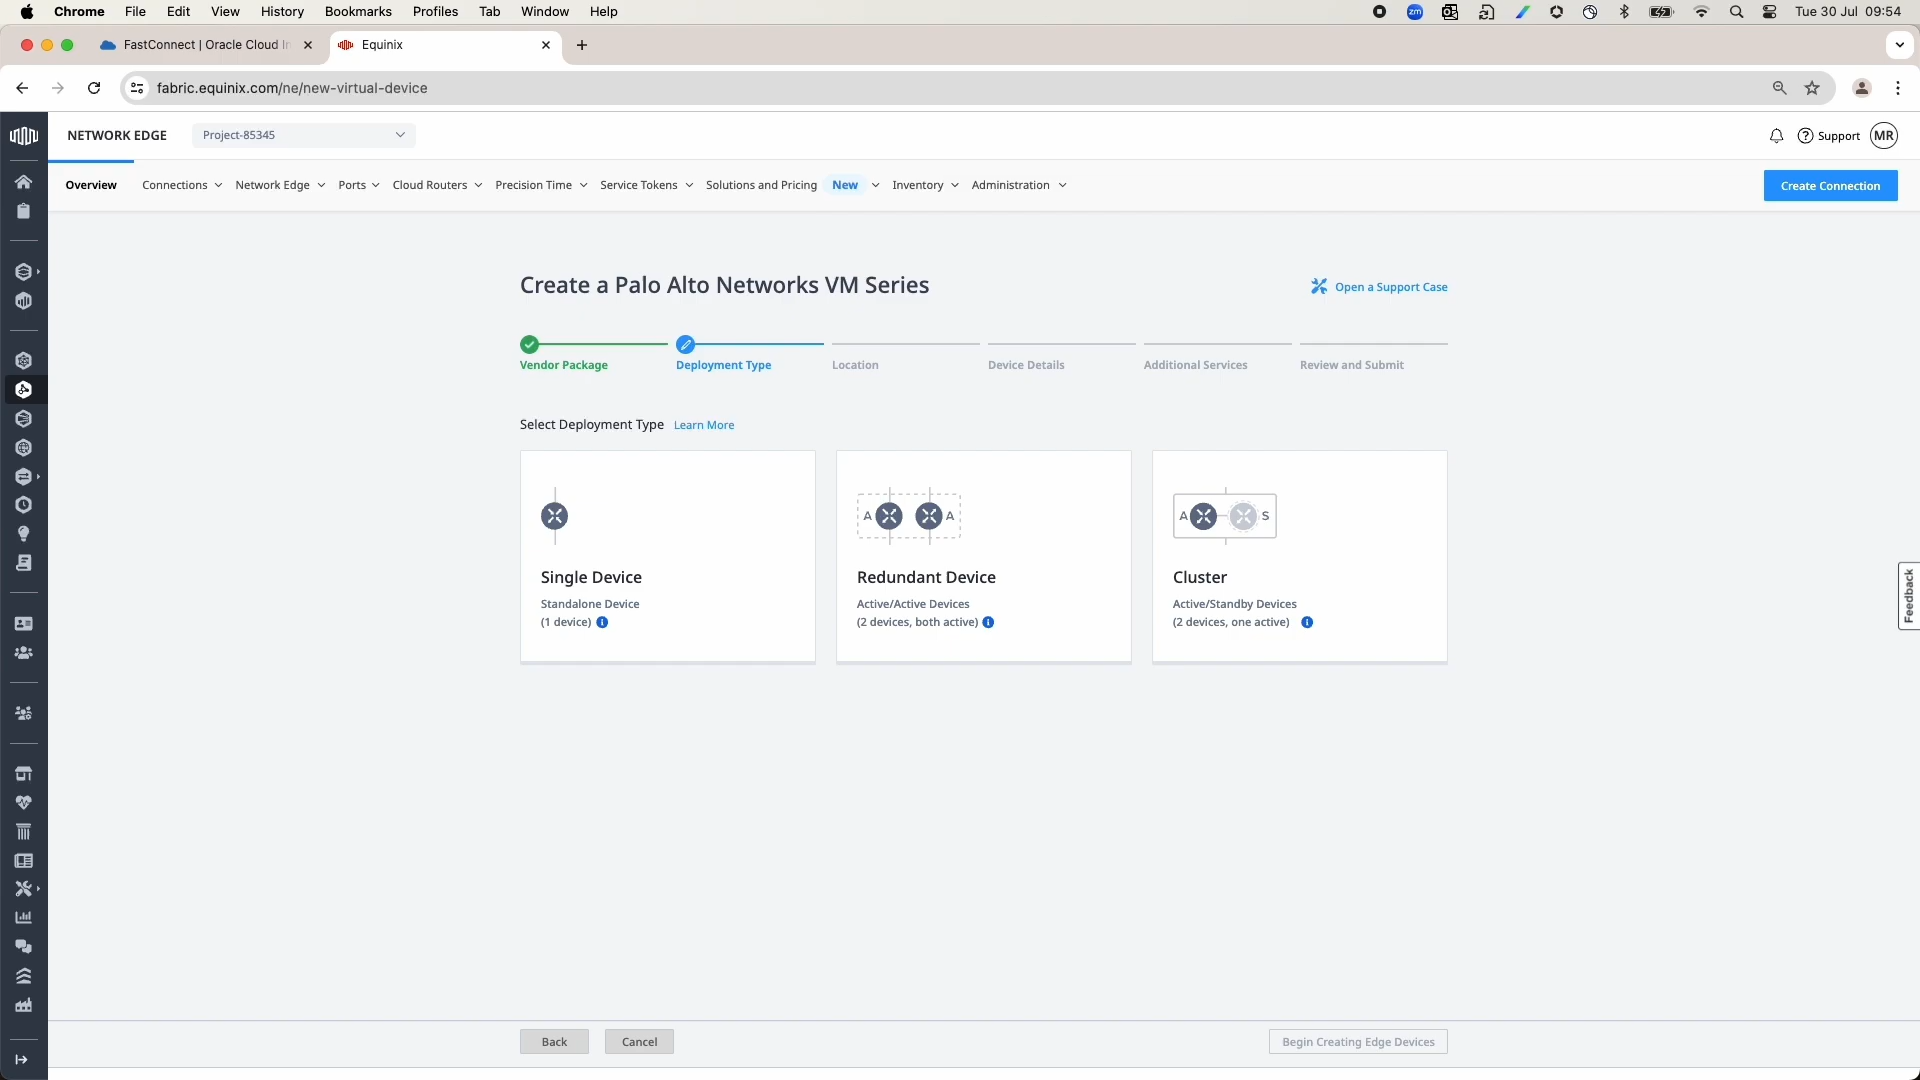 Chrome File Edit View History Bookmarks Profiles Tab Window Help
zm
Tue 30 Jul 09:54
FastConnect | Oracle Cloud In
Equinix
fabric.equinix.com/ne/new-virtual-device
NETWORK EDGE
Project-85345
Support
MR
Overview Connections Network Edge Ports Cloud Routers Precision Time Service Tokens Solutions and Pricing New Inventory Administration
Create Connection
Create a Palo Alto Networks VM Series
Open a Support Case
Vendor Package
Deployment Type
Location
Device Details
Additional Services
Review and Submit
Select Deployment Type Learn More
Single Device
Standalone Device
(1 device)
A A
Redundant Device
Active/Active Devices
(2 devices, both active)
A S
Cluster
Active/Standby Devices
(2 devices, one active)
Feedback
Back
Cancel
Begin Creating Edge Devices